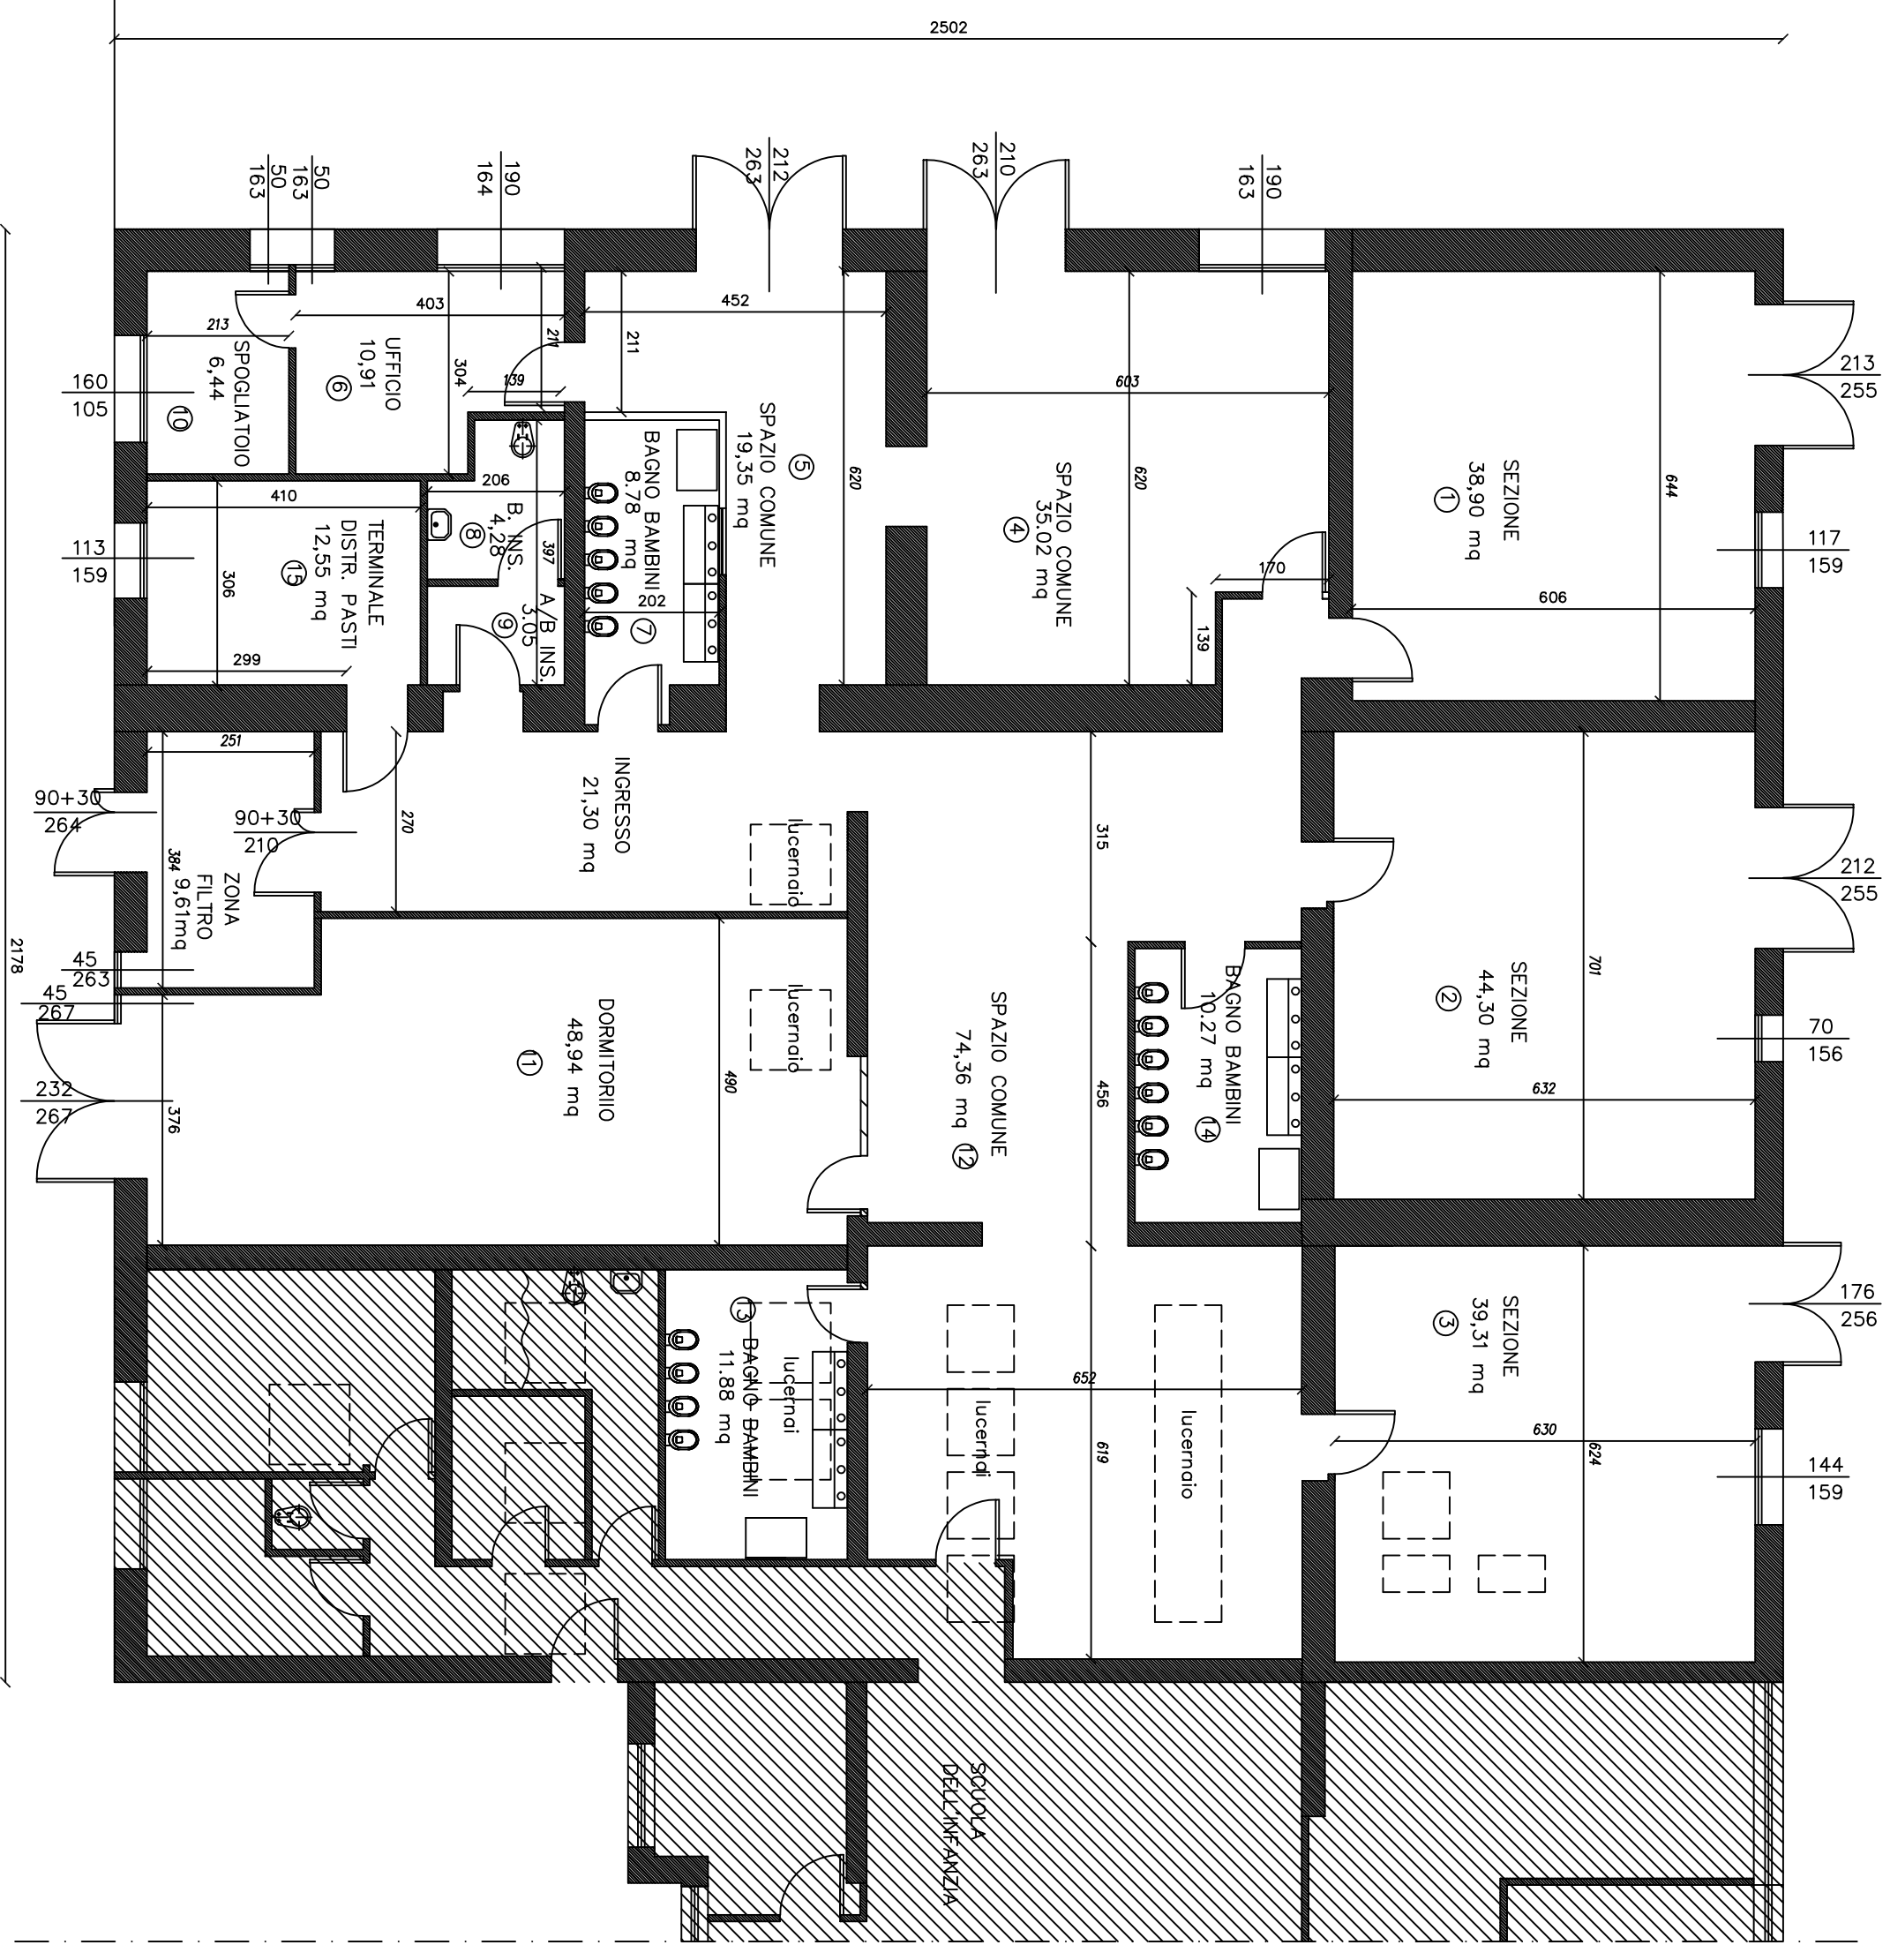 2502
212
263
210
263
190
163
190
164
50
163
50
163
213
255
117
159
212
255
70
156
176
256
144
159
160
105
113
159
90+30
264
90+30
210
45
263
45
267
232
267
2178
SEZIONE
38,90 mq
1
644
606
SEZIONE
44,30 mq
2
701
632
SEZIONE
39,31 mq
3
630
624
SPAZIO COMUNE
35.02 mq
4
603
620
170
139
SPAZIO COMUNE
19,35 mq
5
452
211
620
UFFICIO
10,91
6
403
304
211
139
SPOGLIATOIO
6,44
10
213
BAGNO BAMBINI
8.78 mq
7
202
B. INS.
4,28
8
206
397
A/B INS.
3.05
9
TERMINALE
DISTR. PASTI
12,55 mq
15
410
306
299
INGRESSO
21,30 mq
270
lucernaio
ZONA
FILTRO
9,61mq
251
384
DORMITORIIO
48,94 mq
11
490
376
lucernaio
SPAZIO COMUNE
74,36 mq
12
315
456
619
652
BAGNO BAMBINI
10.27 mq
14
lucernai
lucernaio
BAGNO BAMBINI
11.88 mq
13
lucernai
SCUOLA
DELL'INFANZIA